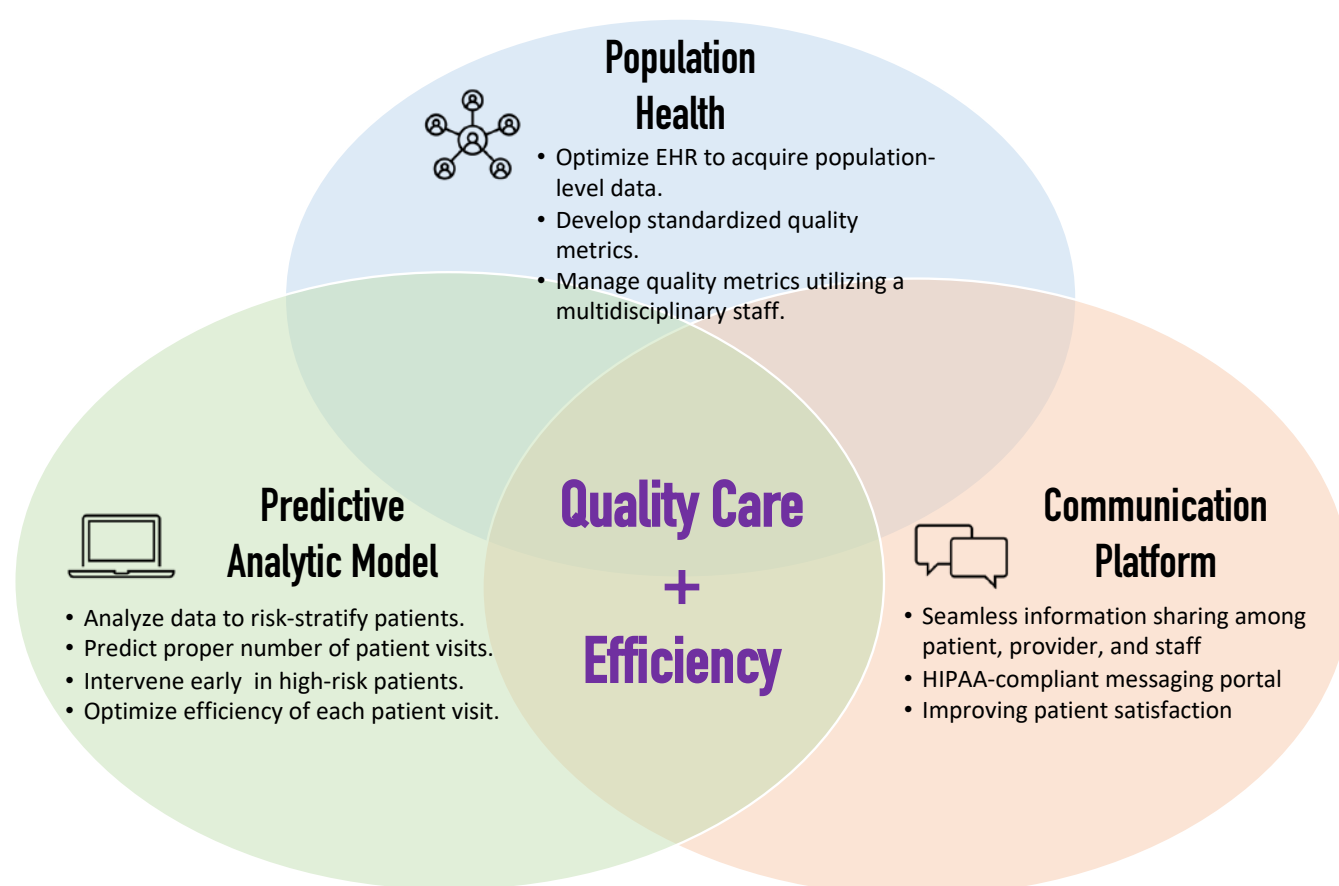 Population
Health
• Optimize EHR to acquire population-
level data.
• Develop standardized quality
metrics.
• Manage quality metrics utilizing a
multidisciplinary staff.
Predictive
Analytic Model
• Analyze data to risk-stratify patients.
• Predict proper number of patient visits.
• Intervene early  in high-risk patients.
• Optimize efficiency of each patient visit.
Quality Care
+
Efficiency
Communication
Platform
• Seamless information sharing among
patient, provider, and staff
• HIPAA-compliant messaging portal
• Improving patient satisfaction